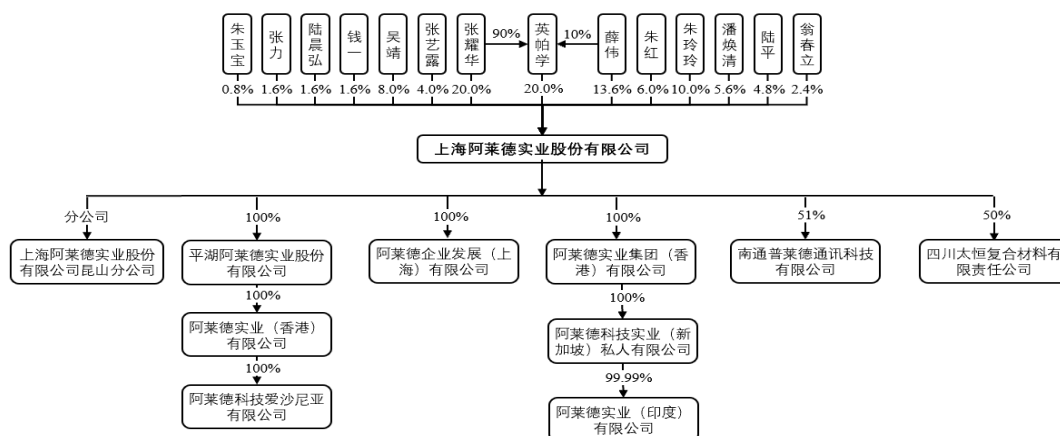 朱玉宝
张力
陆晨弘
钱一
吴靖
张艺露
张耀华
90%
英帕学
10%
薛伟
朱红
朱玲玲
潘焕清
陆平
翁春立
0.8%
1.6%
1.6%
1.6%
8.0%
4.0%
20.0%
20.0%
13.6%
6.0%
10.0%
5.6%
4.8%
2.4%
上海阿莱德实业股份有限公司
分公司
100%
100%
100%
51%
50%
上海阿莱德实业股份
有限公司昆山分公司
平湖阿莱德实业股份
有限公司
阿莱德企业发展（上
海）有限公司
阿莱德实业集团（香
港）有限公司
南通普莱德通讯科技
有限公司
四川太恒复合材料有
限责任公司
100%
100%
阿莱德实业（香港）
有限公司
阿莱德科技实业（新
加坡）私人有限公司
100%
99.99%
阿莱德科技爱沙尼亚
有限公司
阿莱德实业（印度）
有限公司